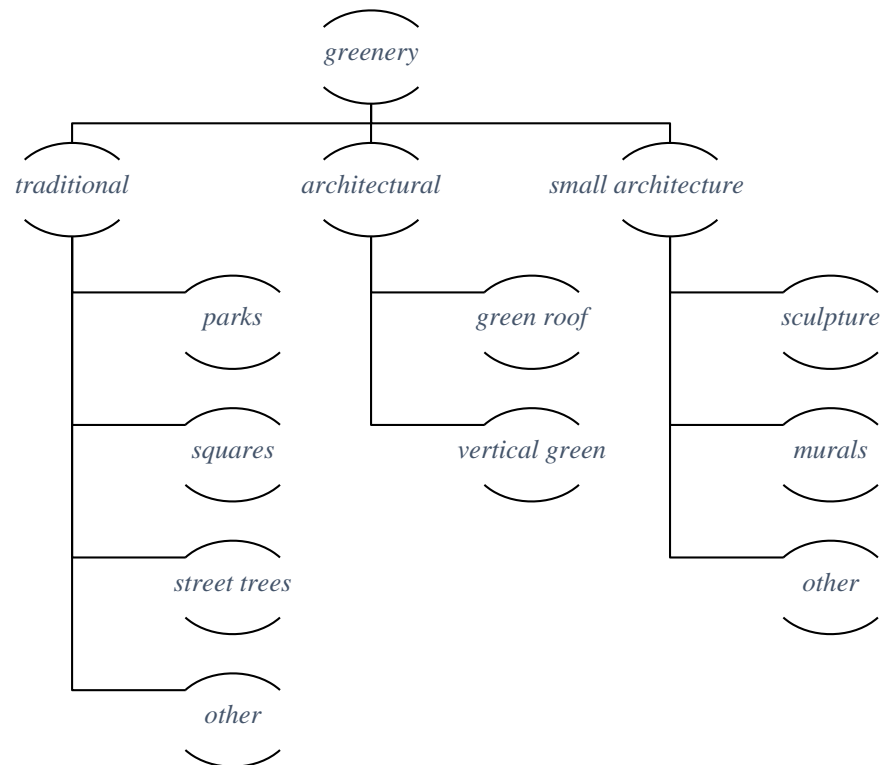 greenery
traditional
architectural
small architecture
parks
green roof
sculpture
squares
vertical green
murals
street trees
other
other